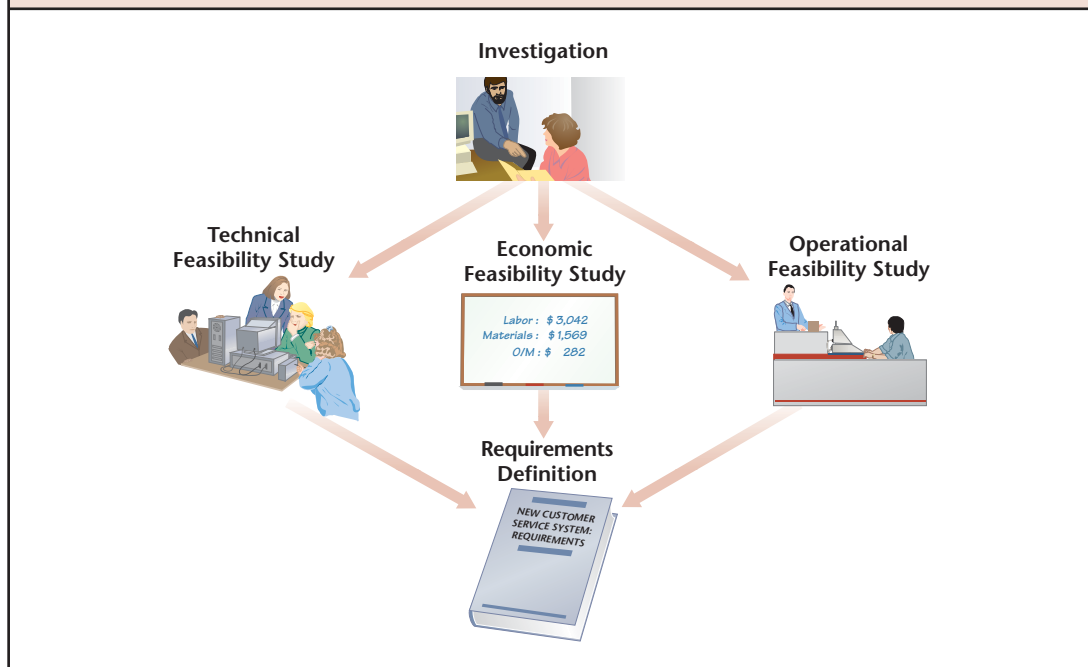 Investigation
Technical
Feasibility Study
Economic
Feasibility Study
Operational
Feasibility Study
Labor : $ 3,042
Materials : $ 1,569
O/M : $ 282
Requirements
Definition
NEW CUSTOMER
SERVICE SYSTEM:
REQUIREMENTS